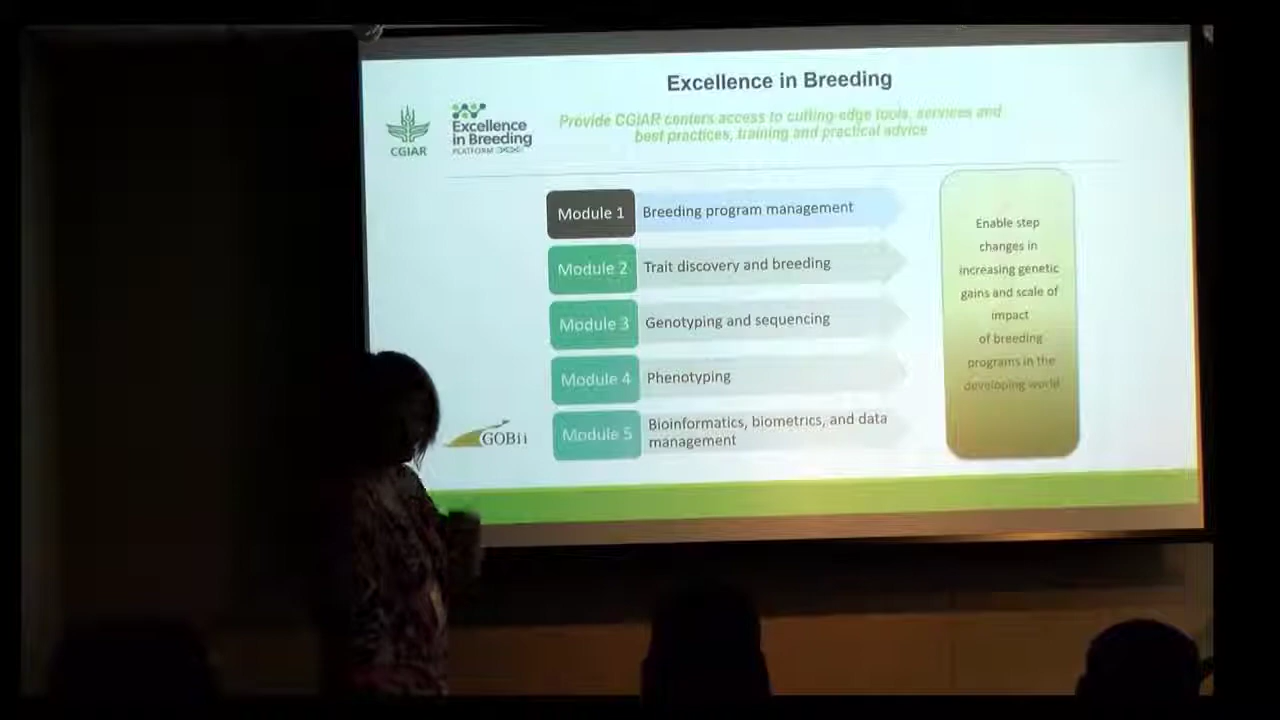 Excellence in Breeding
CGIAR
Excellence
in Breeding
PLATFORM
Provide CGIAR centers access to cutting-edge tools, services and
best practices, training and practical advice
Module 1
Breeding program management
Module 2
Trait discovery and breeding
Module 3
Genotyping and sequencing
Module 4
Phenotyping
Module 5
Bioinformatics, biometrics, and data
management
GOBii
Enable step
changes in
increasing genetic
gains and scale of
impact
of breeding
programs in the
developing world